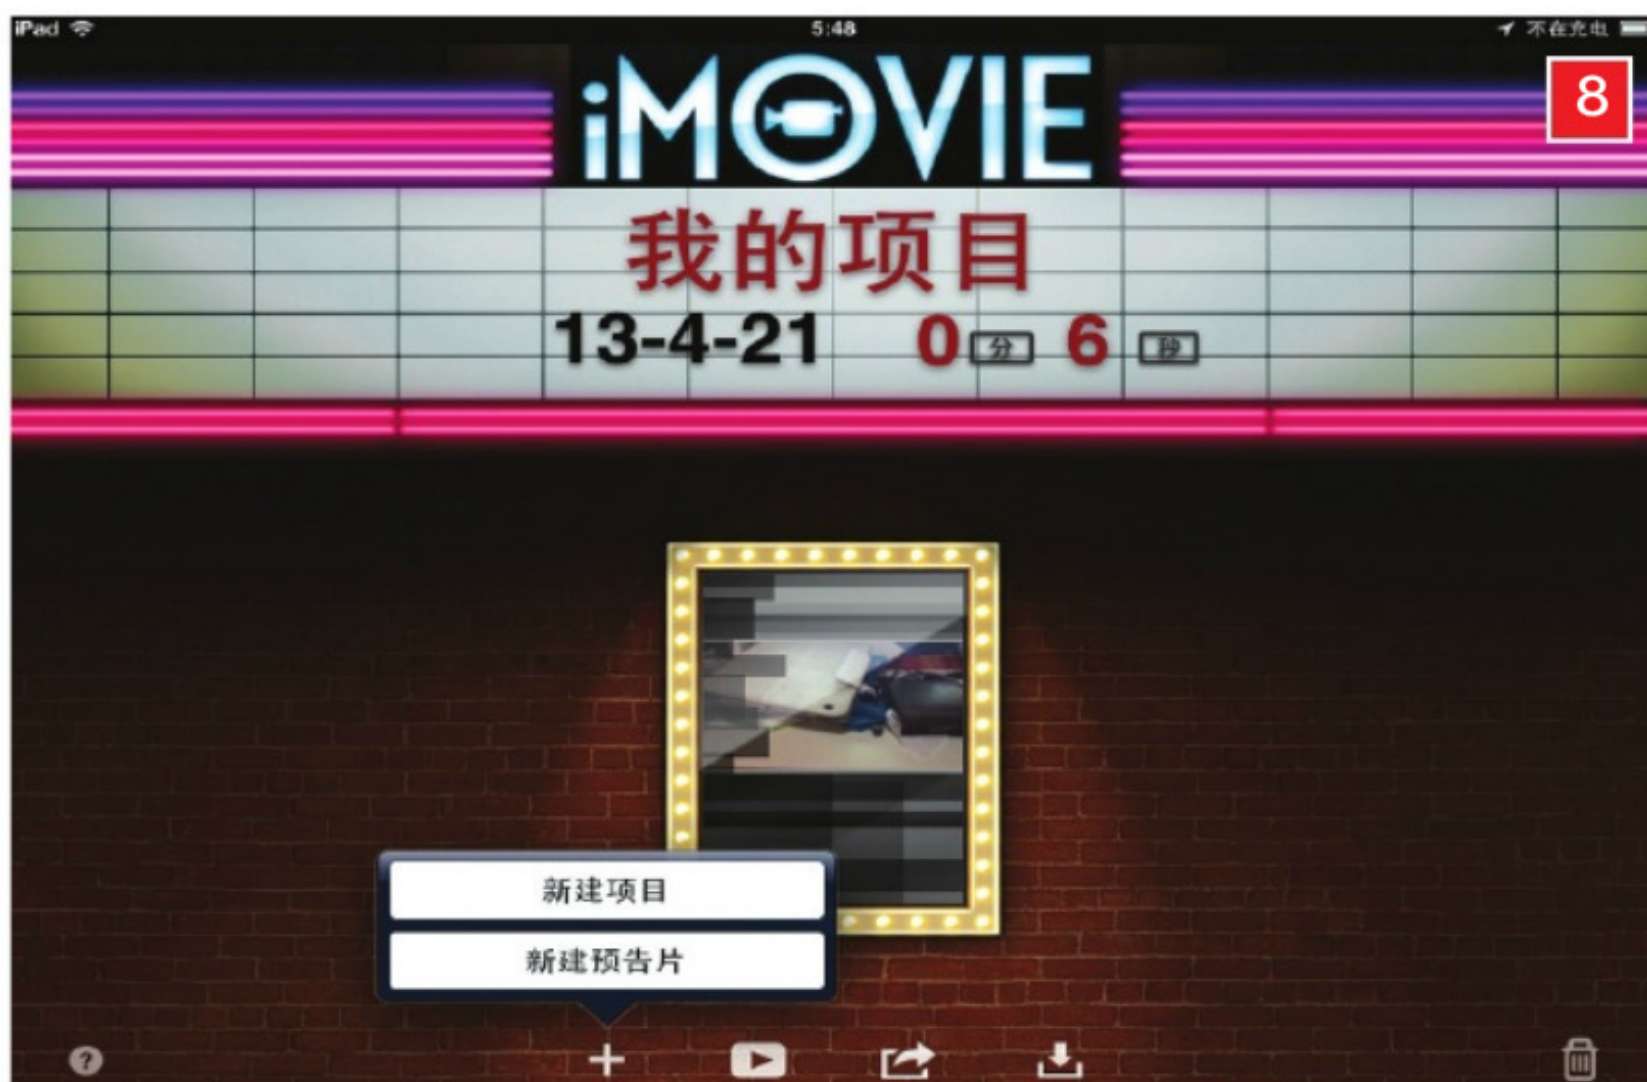 iPad 5:48 不在充电
iMOVIE
8
我的项目
13-4-21 0分 6秒
新建项目
新建预告片
?